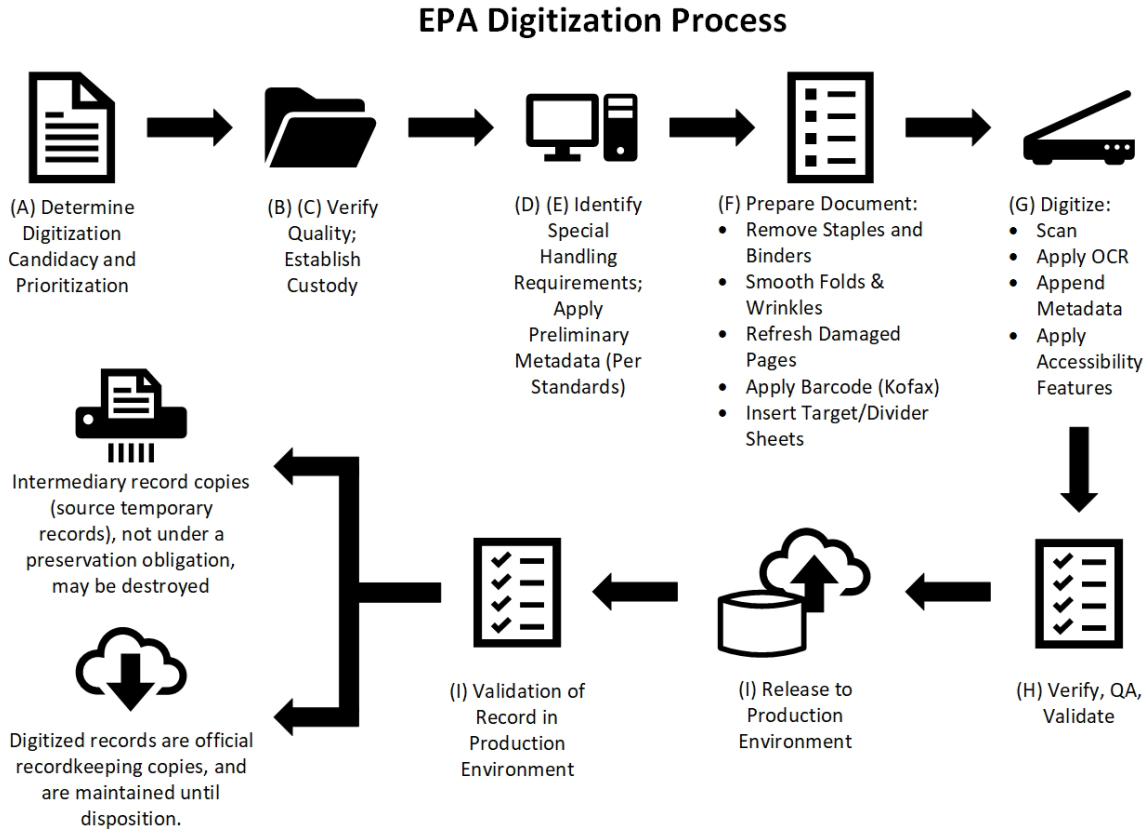 EPA Digitization Process
(A) Determine
Digitization
Candidacy and
Prioritization
(B) (C) Verify
Quality;
Establish
Custody
(D) (E) Identify
Special
Handling
Requirements;
Apply
Preliminary
Metadata (Per
Standards)
(F) Prepare Document:
• Remove Staples and
Binders
• Smooth Folds &
Wrinkles
• Refresh Damaged
Pages
• Apply Barcode (Kofax)
• Insert Target/Divider
Sheets
(G) Digitize:
• Scan
• Apply OCR
• Append
Metadata
• Apply
Accessibility
Features
(H) Verify, QA,
Validate
(I) Release to
Production
Environment
(I) Validation of
Record in
Production
Environment
Intermediary record copies
(source temporary
records), not under a
preservation obligation,
may be destroyed
Digitized records are official
recordkeeping copies, and
are maintained until
disposition.